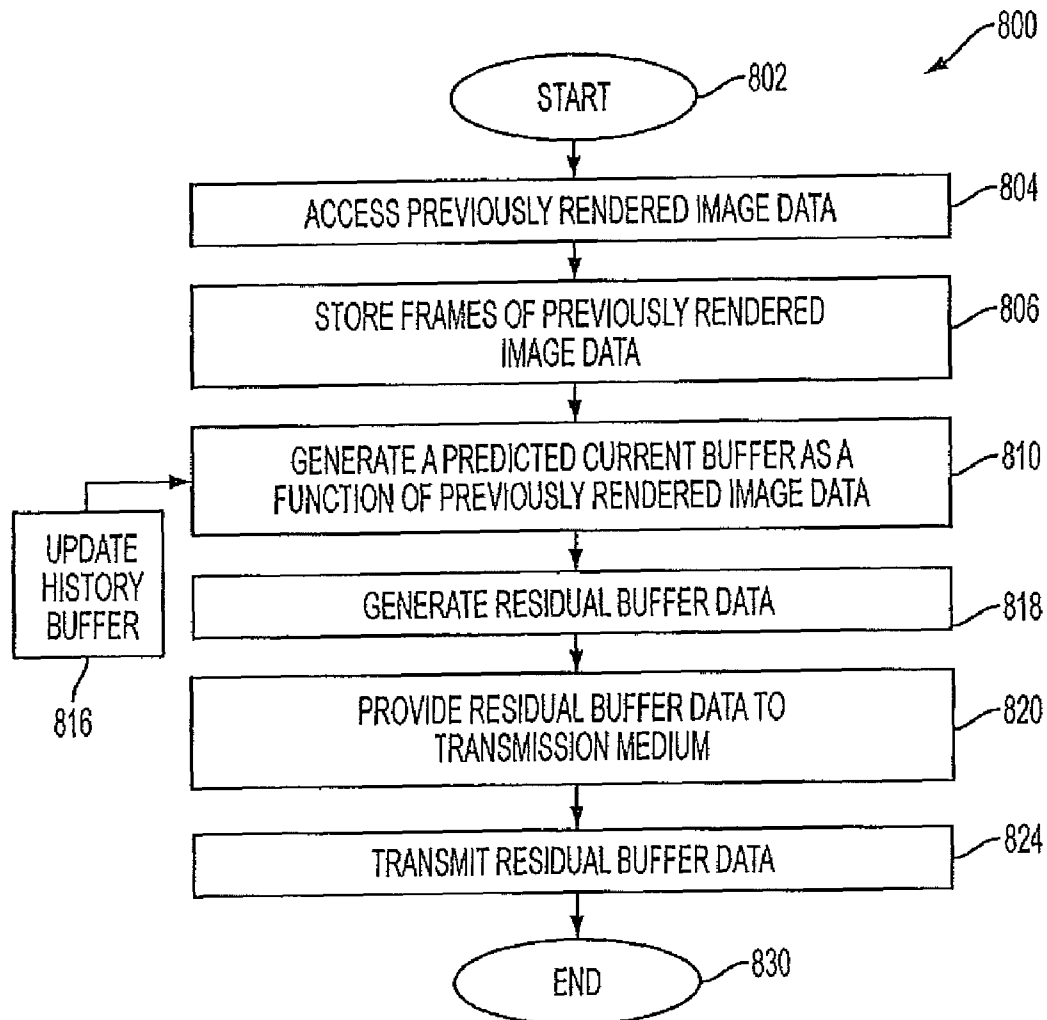 800
START
802
ACCESS PREVIOUSLY RENDERED IMAGE DATA
804
STORE FRAMES OF PREVIOUSLY RENDERED
IMAGE DATA
806
GENERATE A PREDICTED CURRENT BUFFER AS A
FUNCTION OF PREVIOUSLY RENDERED IMAGE DATA
810
UPDATE
HISTORY
BUFFER
816
GENERATE RESIDUAL BUFFER DATA
818
PROVIDE RESIDUAL BUFFER DATA TO
TRANSMISSION MEDIUM
820
TRANSMIT RESIDUAL BUFFER DATA
824
END
830